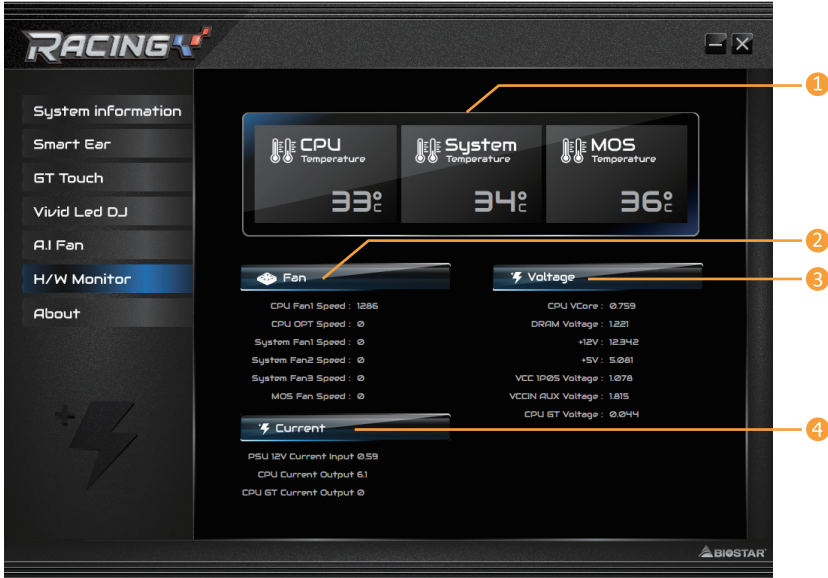 RACING
System information
Smart Ear
GT Touch
Vivid Led DJ
A.I Fan
H/W Monitor
About
1
CPU
Temperature
33°C
System
Temperature
34°C
MOS
Temperature
36°C
2
Fan
CPU Fan1 Speed : 1286
CPU OPT Speed : 0
System Fan1 Speed : 0
System Fan2 Speed : 0
System Fan3 Speed : 0
MOS Fan Speed : 0
3
Voltage
CPU VCore : 0.759
DRAM Voltage : 1.221
+12V : 12.342
+5V : 5.081
VCC 1P05 Voltage : 1.078
VCCIN AUX Voltage : 1.815
CPU GT Voltage : 0.044
4
Current
PSU 12V Current Input 0.59
CPU Current Output 6.1
CPU GT Current Output 0
BIOSTAR